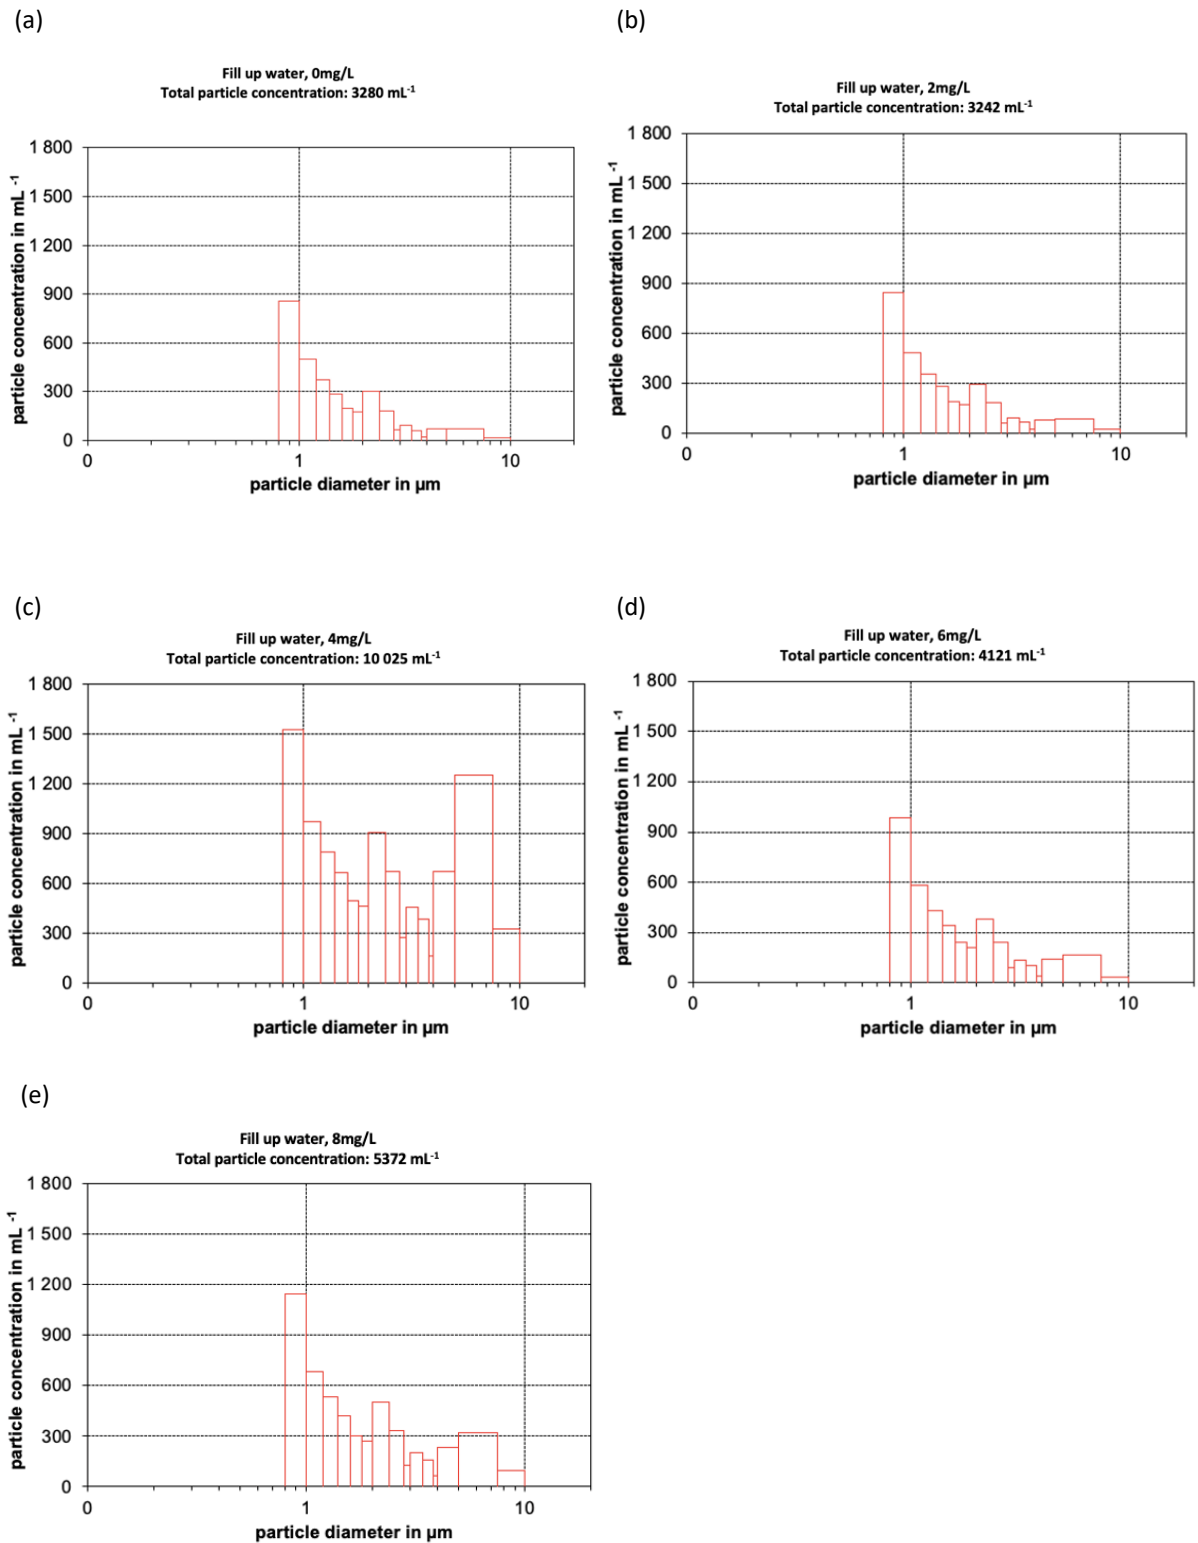 (a)
(b)
Fill up water, 0mg/L
Total particle concentration: 3280 mL-1
Fill up water, 2mg/L
Total particle concentration: 3242 mL-1
particle concentration in mL -1
1 800
1 500
1 200
900
600
300
0
0
1
10
particle diameter in µm
particle concentration in mL -1
1 800
1 500
1 200
900
600
300
0
0
1
10
particle diameter in µm
(c)
(d)
Fill up water, 4mg/L
Total particle concentration: 10 025 mL-1
Fill up water, 6mg/L
Total particle concentration: 4121 mL-1
particle concentration in mL -1
1 800
1 500
1 200
900
600
300
0
0
1
10
particle diameter in µm
particle concentration in mL -1
1 800
1 500
1 200
900
600
300
0
0
1
10
particle diameter in µm
(e)
Fill up water, 8mg/L
Total particle concentration: 5372 mL-1
particle concentration in mL -1
1 800
1 500
1 200
900
600
300
0
0
1
10
particle diameter in µm